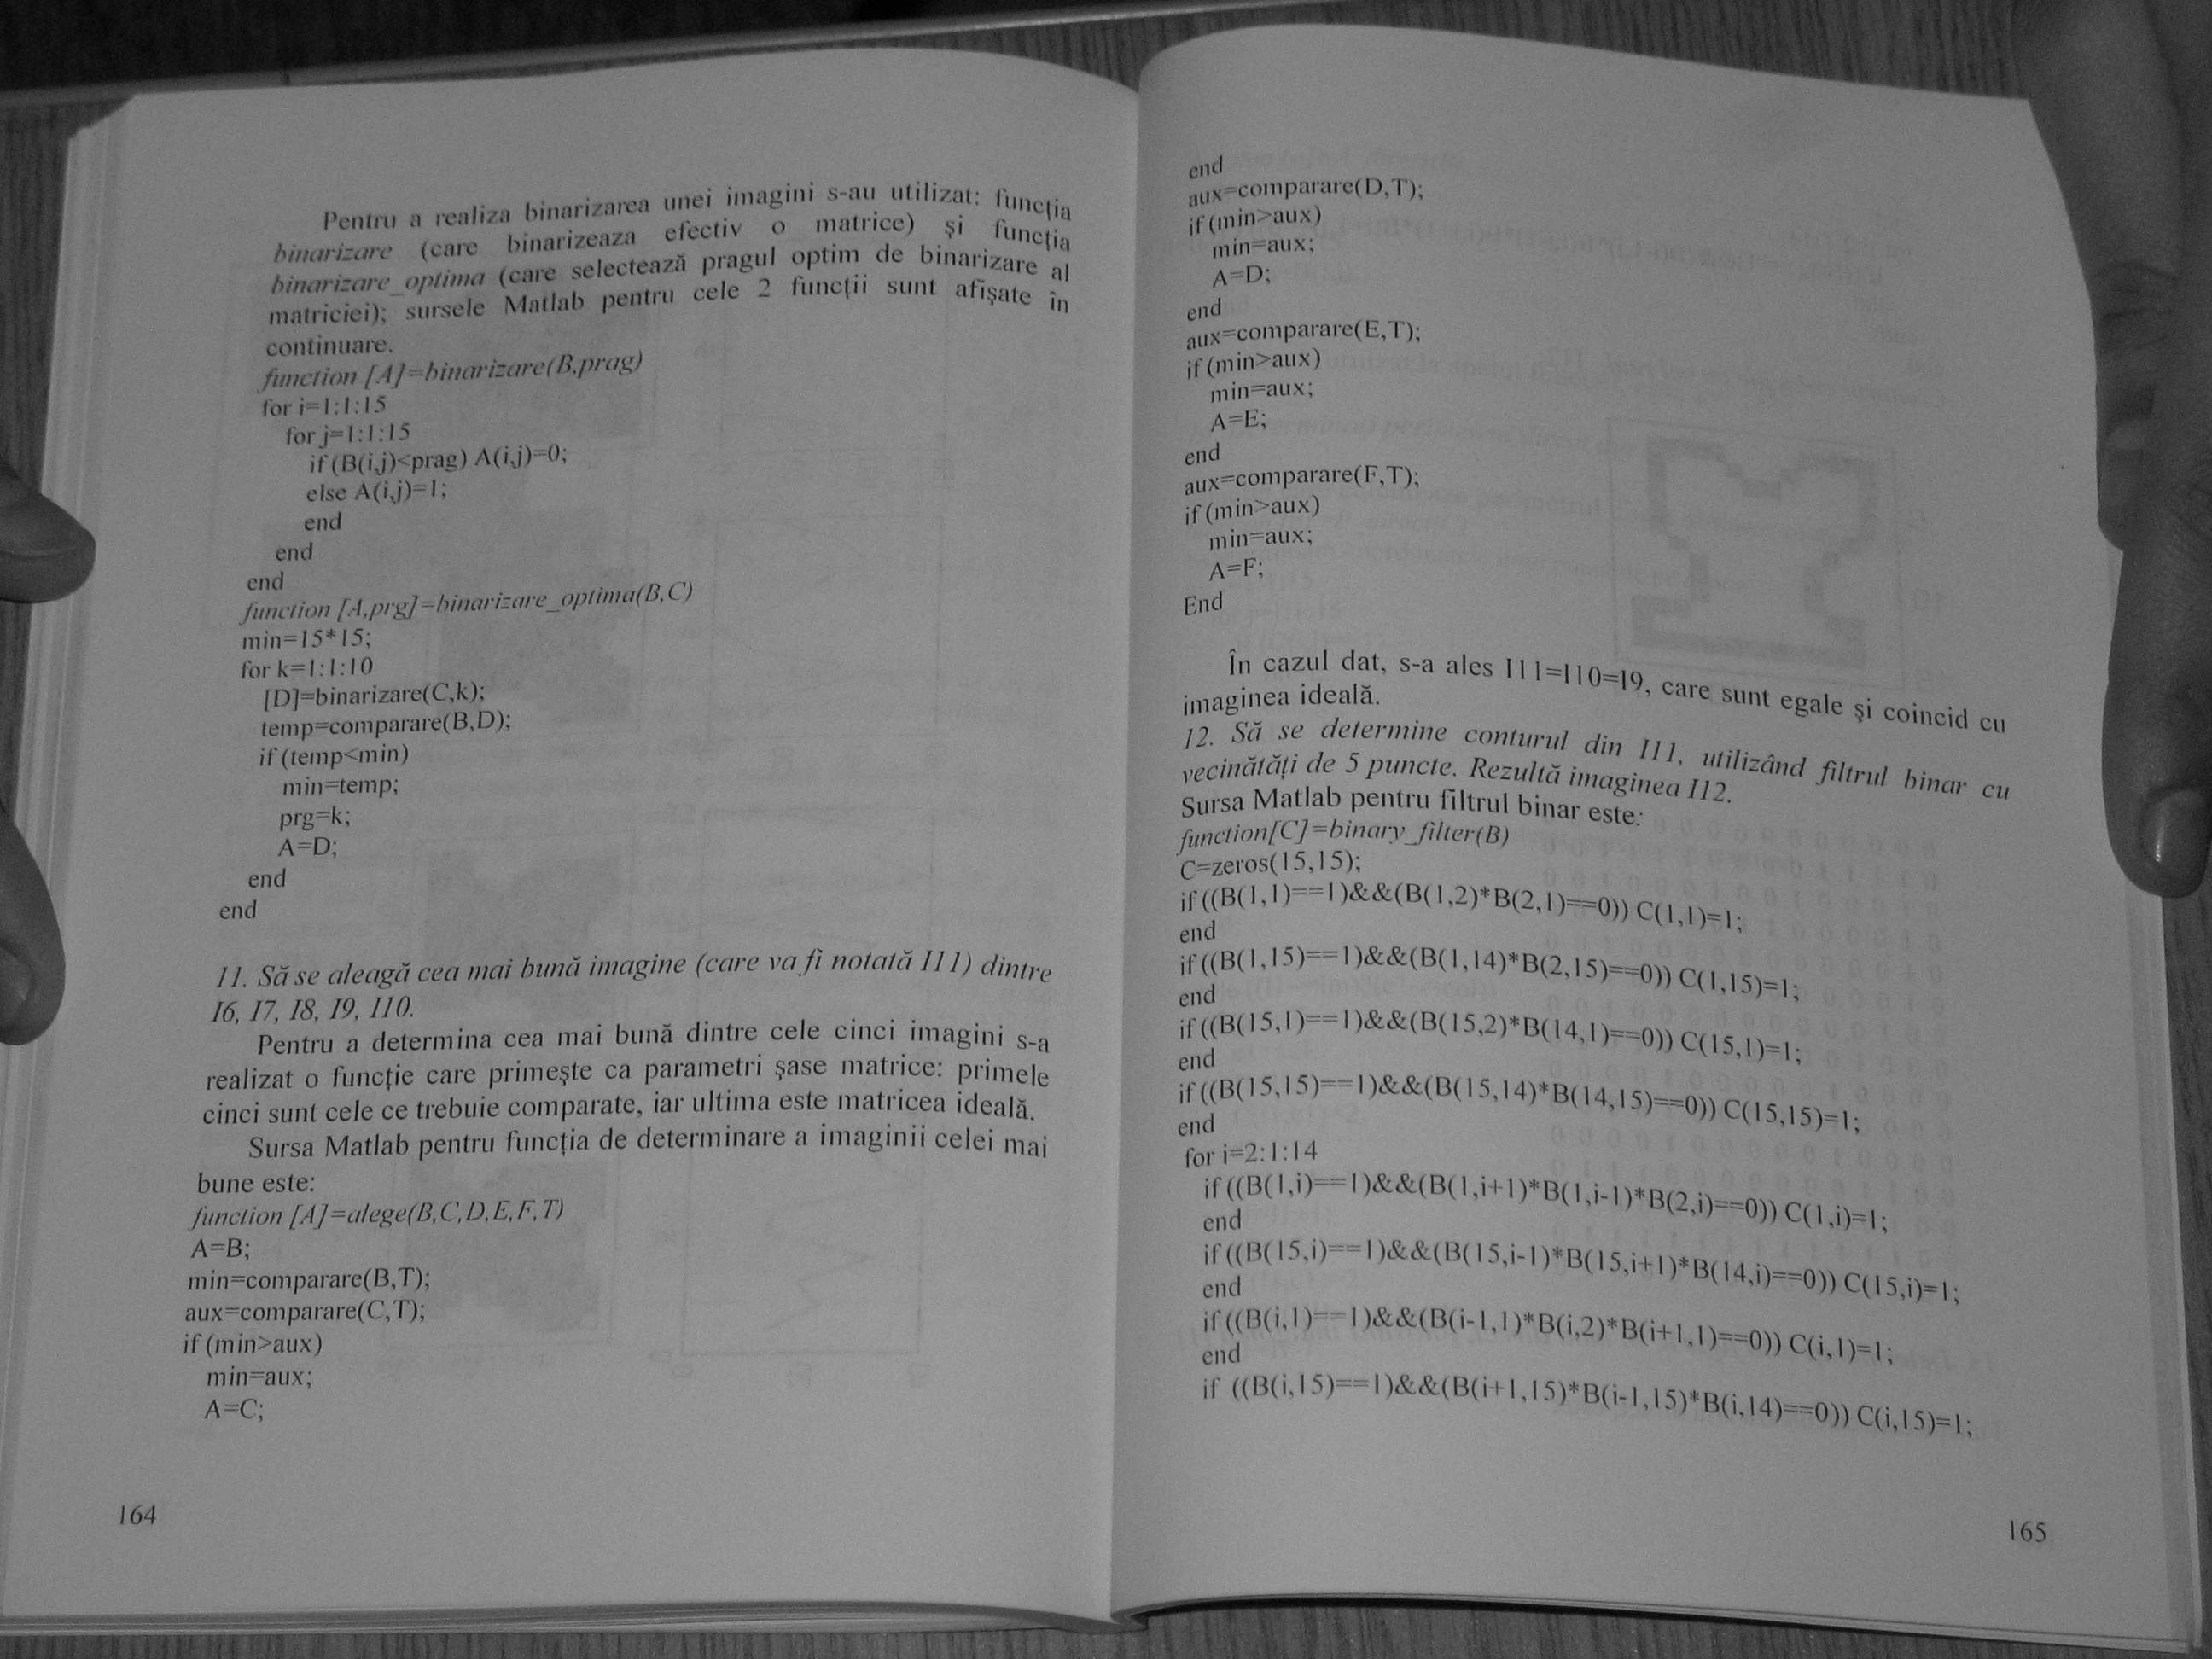 Pentru a realiza binarizarea unei imagini s-au utilizat: funcția
binarizare (care binarizeaza efectiv o matrice) și funcția
binarizare_optima (care selectează pragul optim de binarizare al
matriciei); sursele Matlab pentru cele 2 funcții sunt afișate în
continuare.
function [A]=binarizare(B,prag)
for i=1:1:15
for j=1:1:15
if (B(i,j)<prag) A(i,j)=0;
else A(i,j)=1;
end
end
end
function [A,prg]=binarizare_optima(B,C)
min=15*15;
for k=1:1:10
[D]=binarizare(C,k);
temp=comparare(B,D);
if (temp<min)
min=temp;
prg=k;
A=D;
end
end
11. Să se aleagă cea mai bună imagine (care va fi notată I11) dintre
I6, I7, I8, I9, I10.
Pentru a determina cea mai bună dintre cele cinci imagini s-a
realizat o funcție care primește ca parametri șase matrice: primele
cinci sunt cele ce trebuie comparate, iar ultima este matricea ideală.
Sursa Matlab pentru funcția de determinare a imaginii celei mai
bune este:
function [A]=alege(B,C,D,E,F,T)
A=B;
min=comparare(B,T);
aux=comparare(C,T);
if (min>aux)
min=aux;
A=C;
164
end
aux=comparare(D,T);
if (min>aux)
min=aux;
A=D;
end
aux=comparare(E,T);
if (min>aux)
min=aux;
A=E;
end
aux=comparare(F,T);
if (min>aux)
min=aux;
A=F;
End
În cazul dat, s-a ales I11=I10=I9, care sunt egale și coincid cu
imaginea ideală.
12. Să se determine conturul din I11, utilizând filtrul binar cu
vecinătăți de 5 puncte. Rezultă imaginea I12.
Sursa Matlab pentru filtrul binar este:
function[C]=binary_filter(B)
C=zeros(15,15);
if ((B(1,1)==1)&&(B(1,2)*B(2,1)==0)) C(1,1)=1;
end
if ((B(1,15)==1)&&(B(1,14)*B(2,15)==0)) C(1,15)=1;
end
if ((B(15,1)==1)&&(B(15,2)*B(14,1)==0)) C(15,1)=1;
end
if ((B(15,15)==1)&&(B(15,14)*B(14,15)==0)) C(15,15)=1;
end
for i=2:1:14
if ((B(1,i)==1)&&(B(1,i+1)*B(1,i-1)*B(2,i)==0)) C(1,i)=1;
end
if ((B(15,i)==1)&&(B(15,i-1)*B(15,i+1)*B(14,i)==0)) C(15,i)=1;
end
if ((B(i,1)==1)&&(B(i-1,1)*B(i,2)*B(i+1,1)==0)) C(i,1)=1;
end
if ((B(i,15)==1)&&(B(i+1,15)*B(i-1,15)*B(i,14)==0)) C(i,15)=1;
165